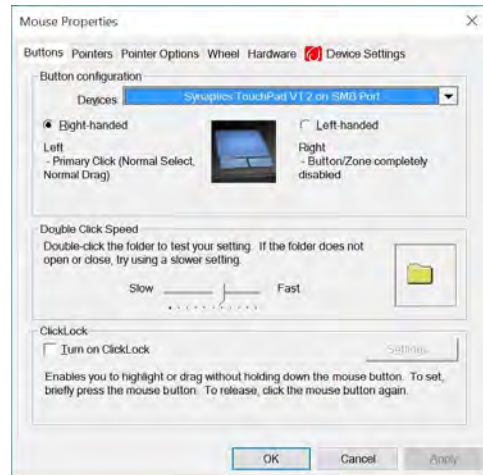 Mouse Properties
Buttons Pointers Pointer Options Wheel Hardware Device Settings
Button configuration
Devices Synaptics TouchPad V1.2 on SMB Port
Right-handed Left-handed
Left
- Primary Click (Normal Select,
Normal Drag)
Right
- Button/Zone completely
disabled
Double Click Speed
Double-click the folder to test your setting. If the folder does not
open or close, try using a slower setting.
Slow Fast
ClickLock
Turn on ClickLock Settings
Enables you to highlight or drag without holding down the mouse button. To set,
briefly press the mouse button. To release, click the mouse button again.
OK Cancel Apply